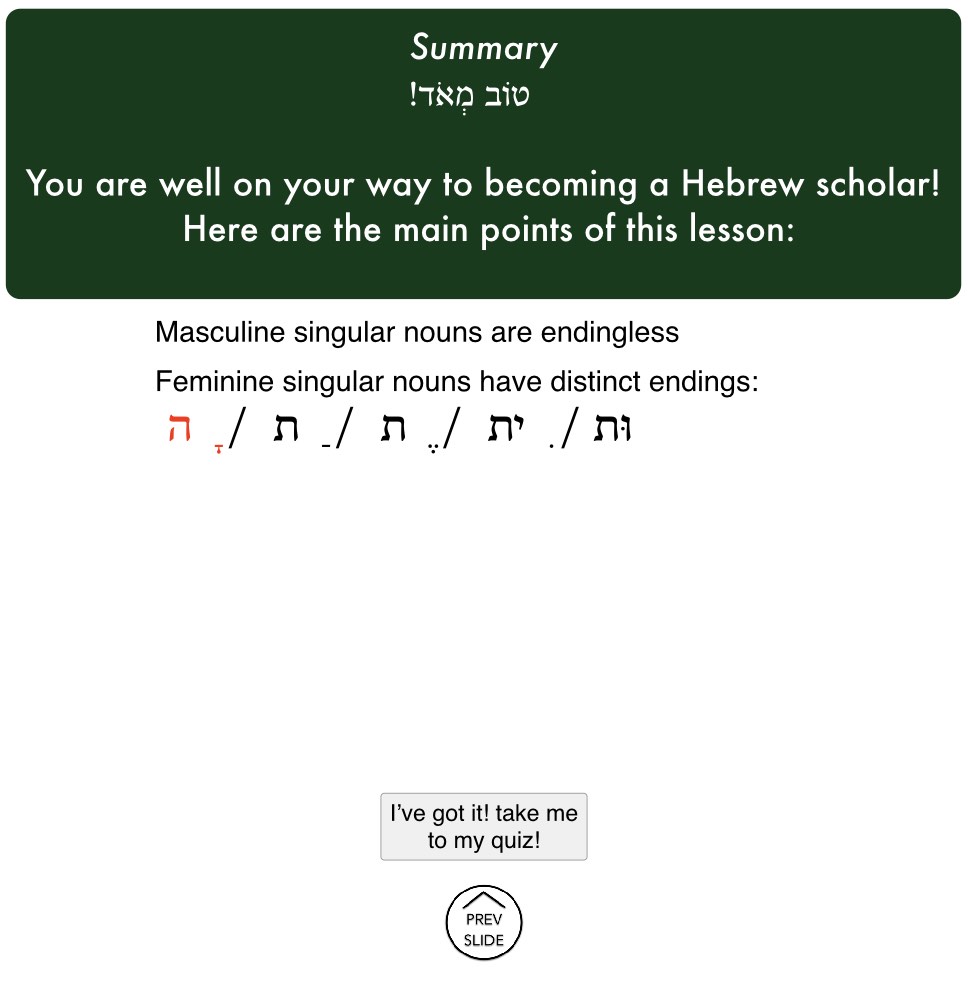 Summary
טוֹב מְאֹד!
You are well on your way to becoming a Hebrew scholar!
Here are the main points of this lesson:
Masculine singular nouns are endingless
Feminine singular nouns have distinct endings:
וּת / ִ ית / ֶ ת / ַ ת / ָ ה
I’ve got it! take me
to my quiz!
PREV
SLIDE